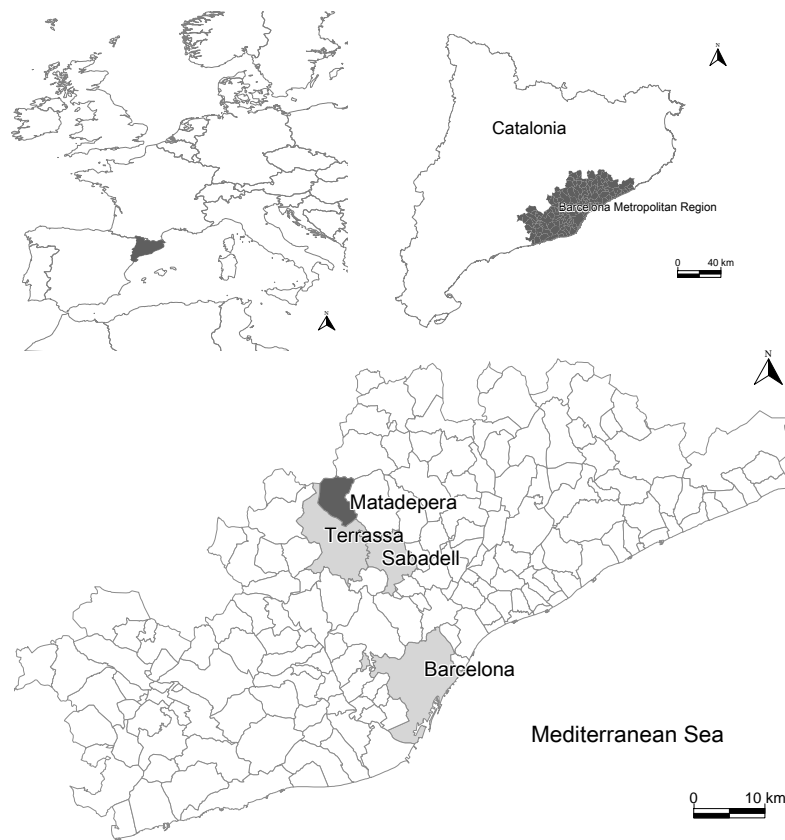 N
Catalonia
Barcelona Metropolitan Region
0 40 km
N
N
Matadepera
Terrassa
Sabadell
Barcelona
Mediterranean Sea
0 10 km